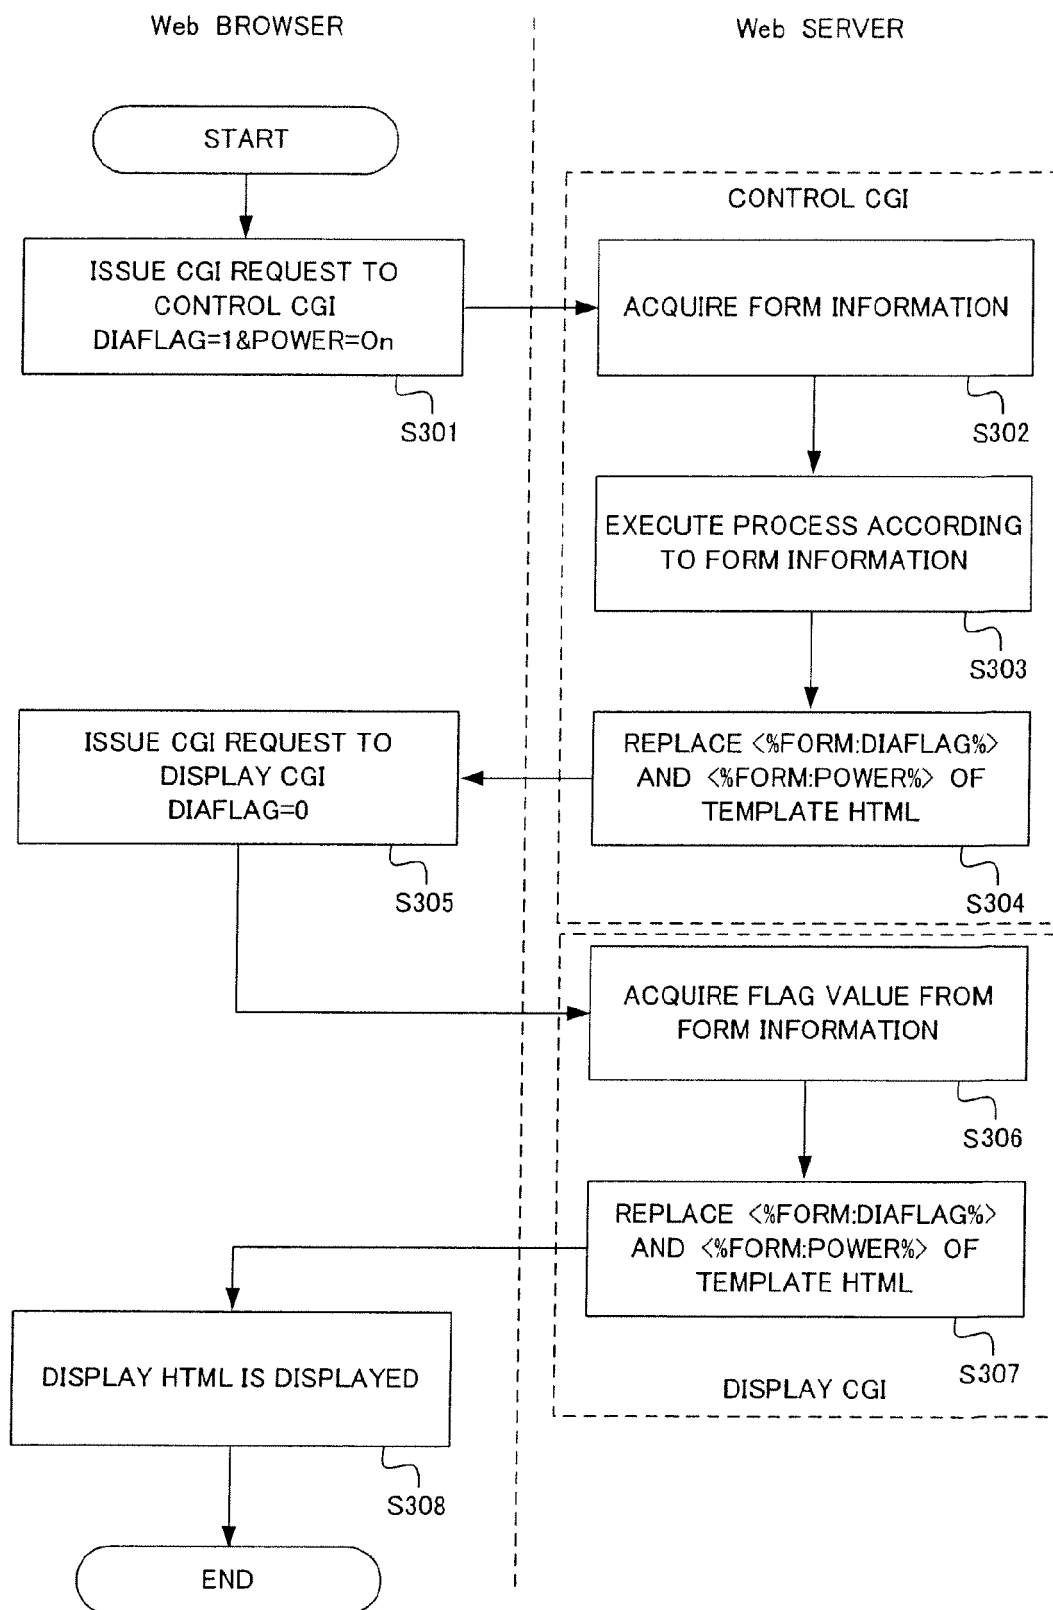 Web BROWSER
Web SERVER
START
CONTROL CGI
ISSUE CGI REQUEST TO
CONTROL CGI
DIAFLAG=1&POWER=On
S301
ACQUIRE FORM INFORMATION
S302
EXECUTE PROCESS ACCORDING
TO FORM INFORMATION
S303
REPLACE <%FORM:DIAFLAG%>
AND <%FORM:POWER%> OF
TEMPLATE HTML
S304
ISSUE CGI REQUEST TO
DISPLAY CGI
DIAFLAG=0
S305
ACQUIRE FLAG VALUE FROM
FORM INFORMATION
S306
REPLACE <%FORM:DIAFLAG%>
AND <%FORM:POWER%> OF
TEMPLATE HTML
S307
DISPLAY CGI
DISPLAY HTML IS DISPLAYED
S308
END